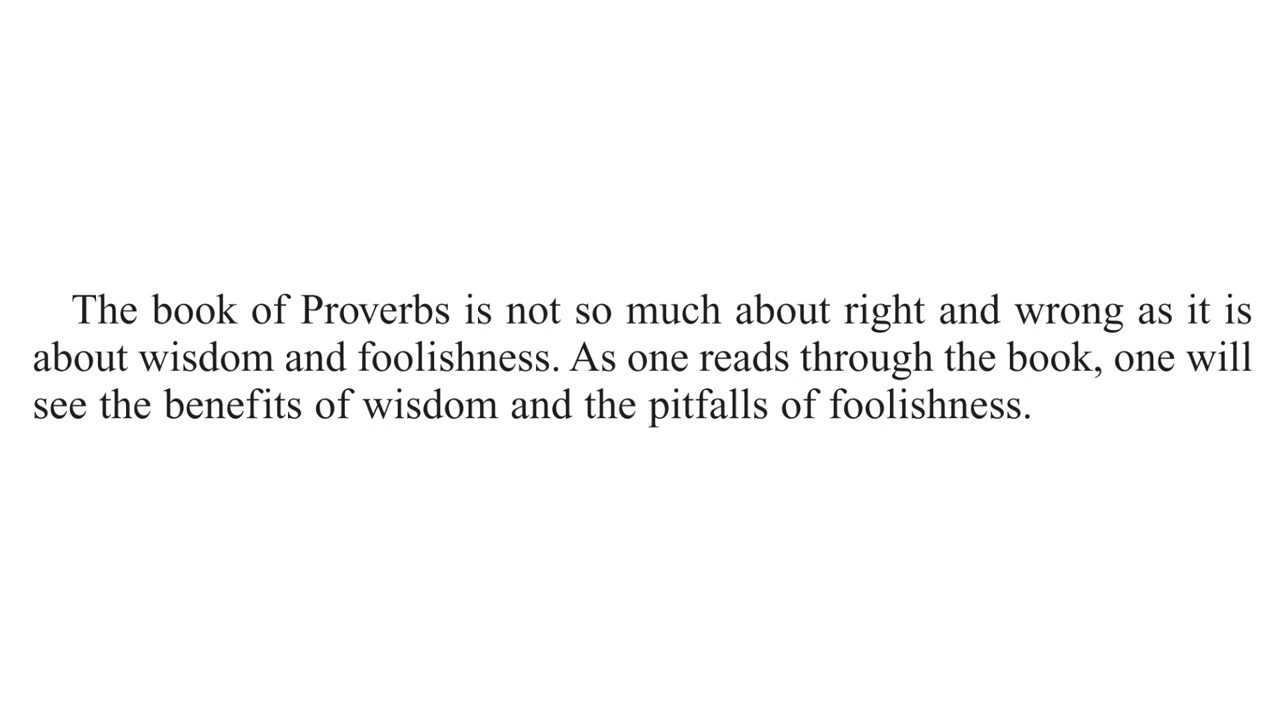 The book of Proverbs is not so much about right and wrong as it is
about wisdom and foolishness. As one reads through the book, one will
see the benefits of wisdom and the pitfalls of foolishness.